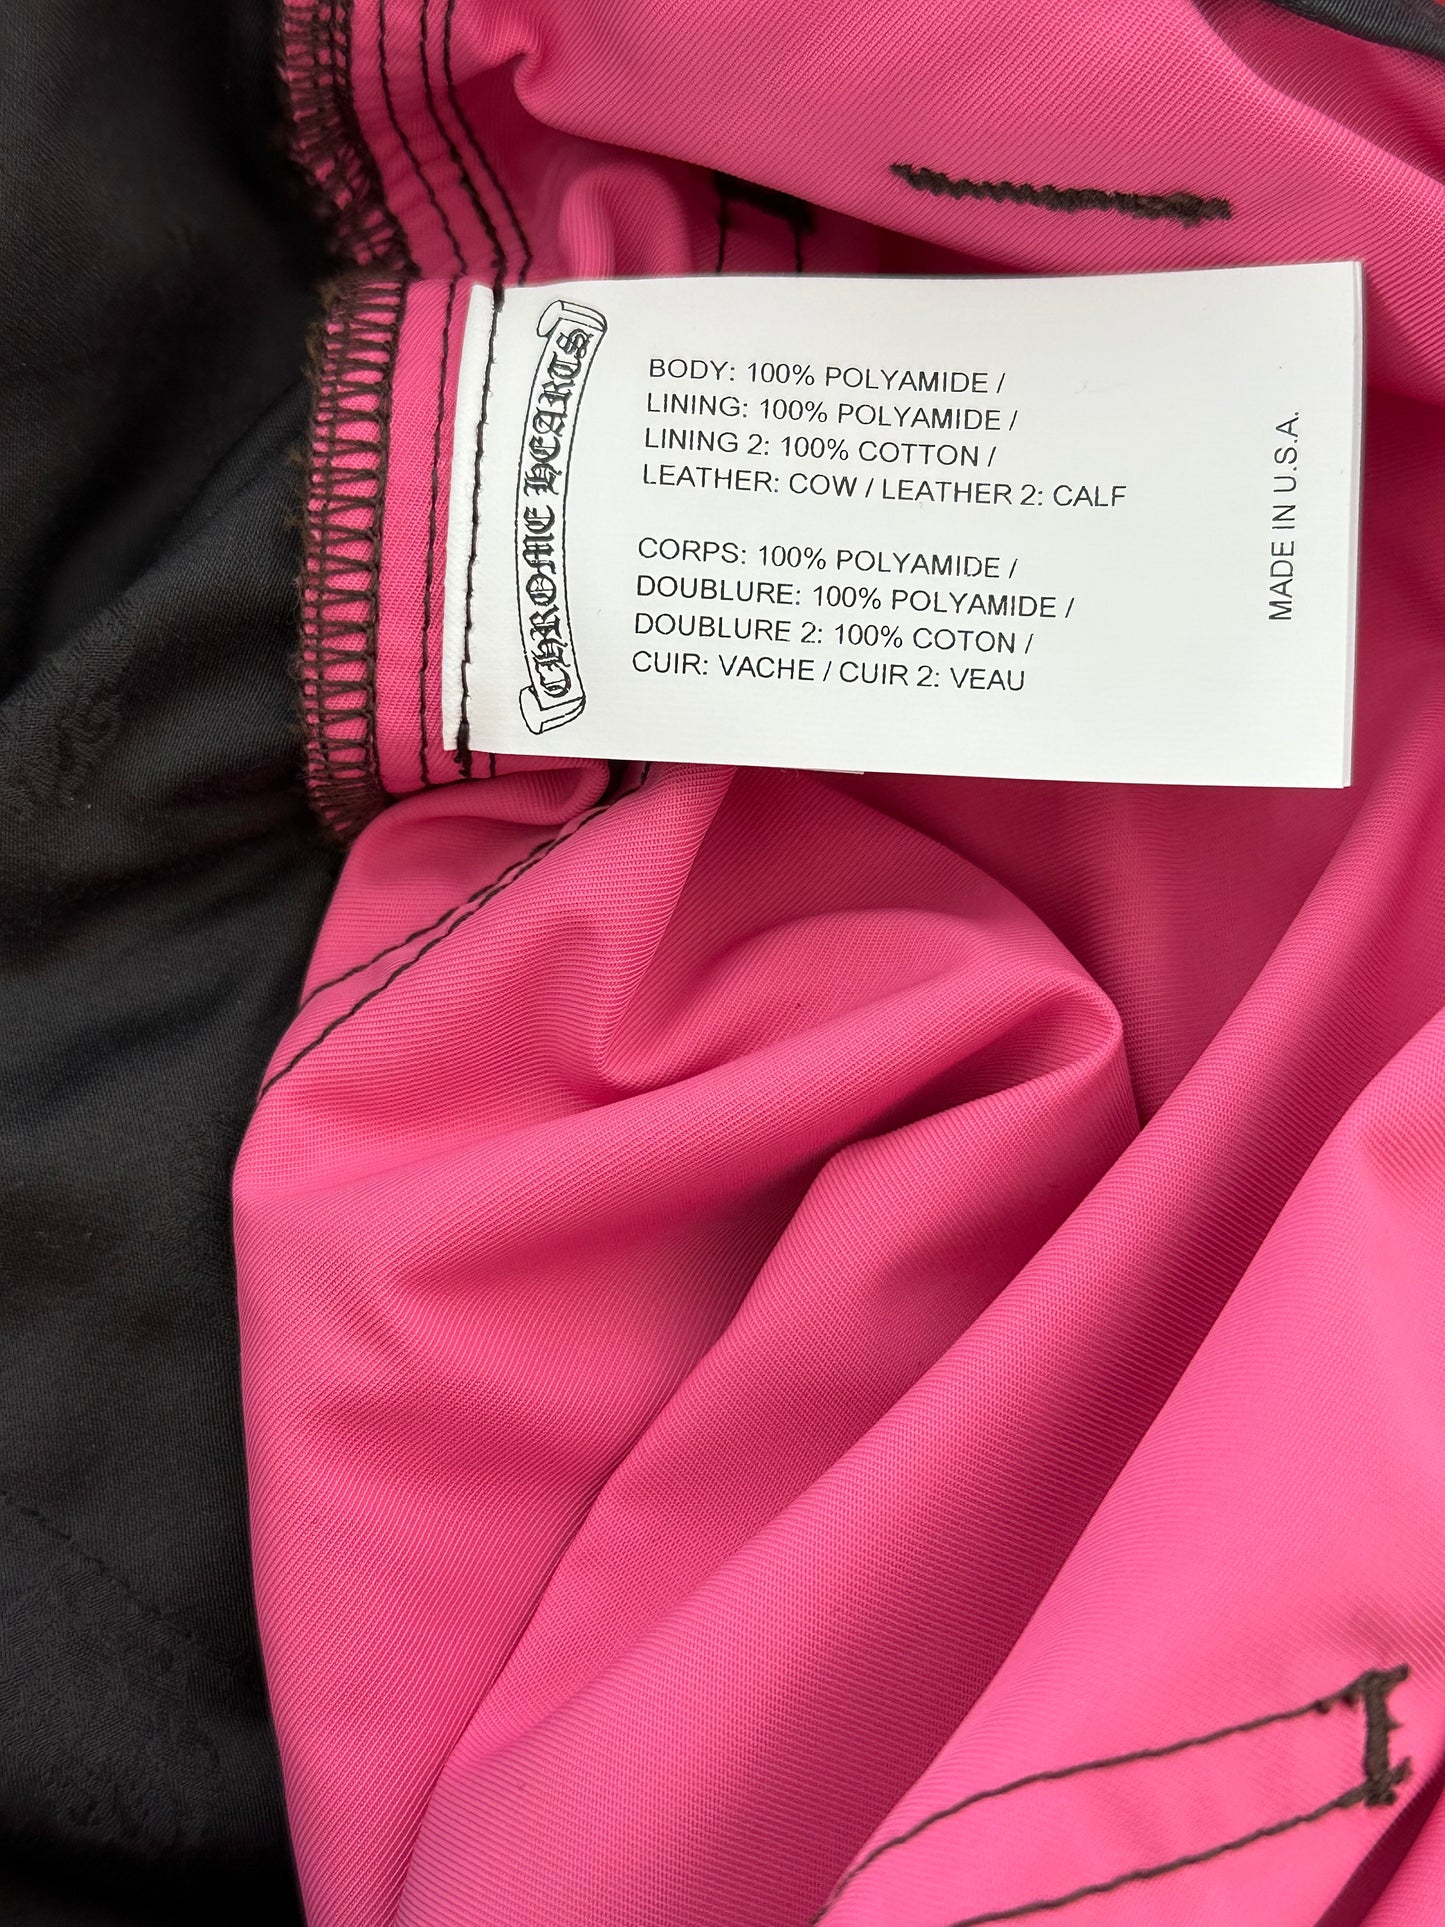 CHROME HEARTS
BODY: 100% POLYAMIDE /
LINING: 100% POLYAMIDE /
LINING 2: 100% COTTON /
LEATHER: COW / LEATHER 2: CALF
CORPS: 100% POLYAMIDE /
DOUBLURE: 100% POLYAMIDE /
DOUBLURE 2: 100% COTON /
CUIR: VACHE / CUIR 2: VEAU
MADE IN U.S.A.